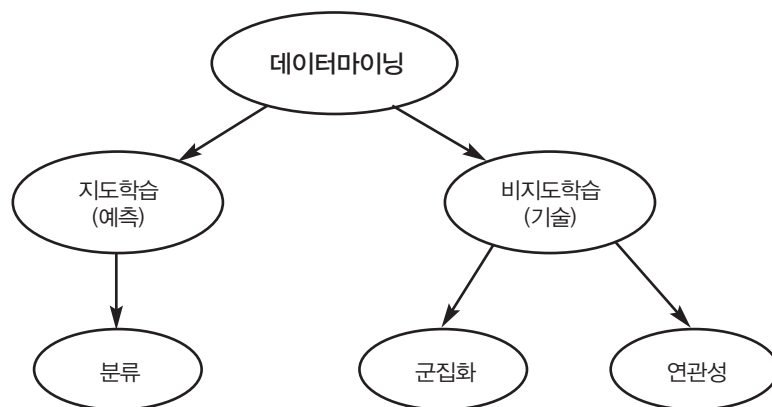 데이터마이닝
지도학습
(예측)
비지도학습
(기술)
분류
군집화
연관성